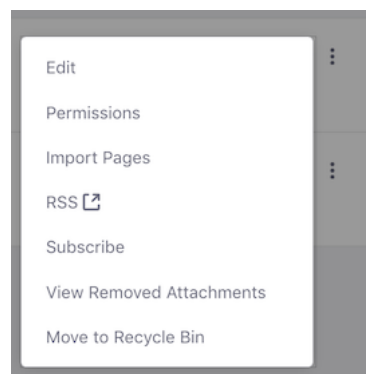 Edit
Permissions
Import Pages
RSS
Subscribe
View Removed Attachments
Move to Recycle Bin